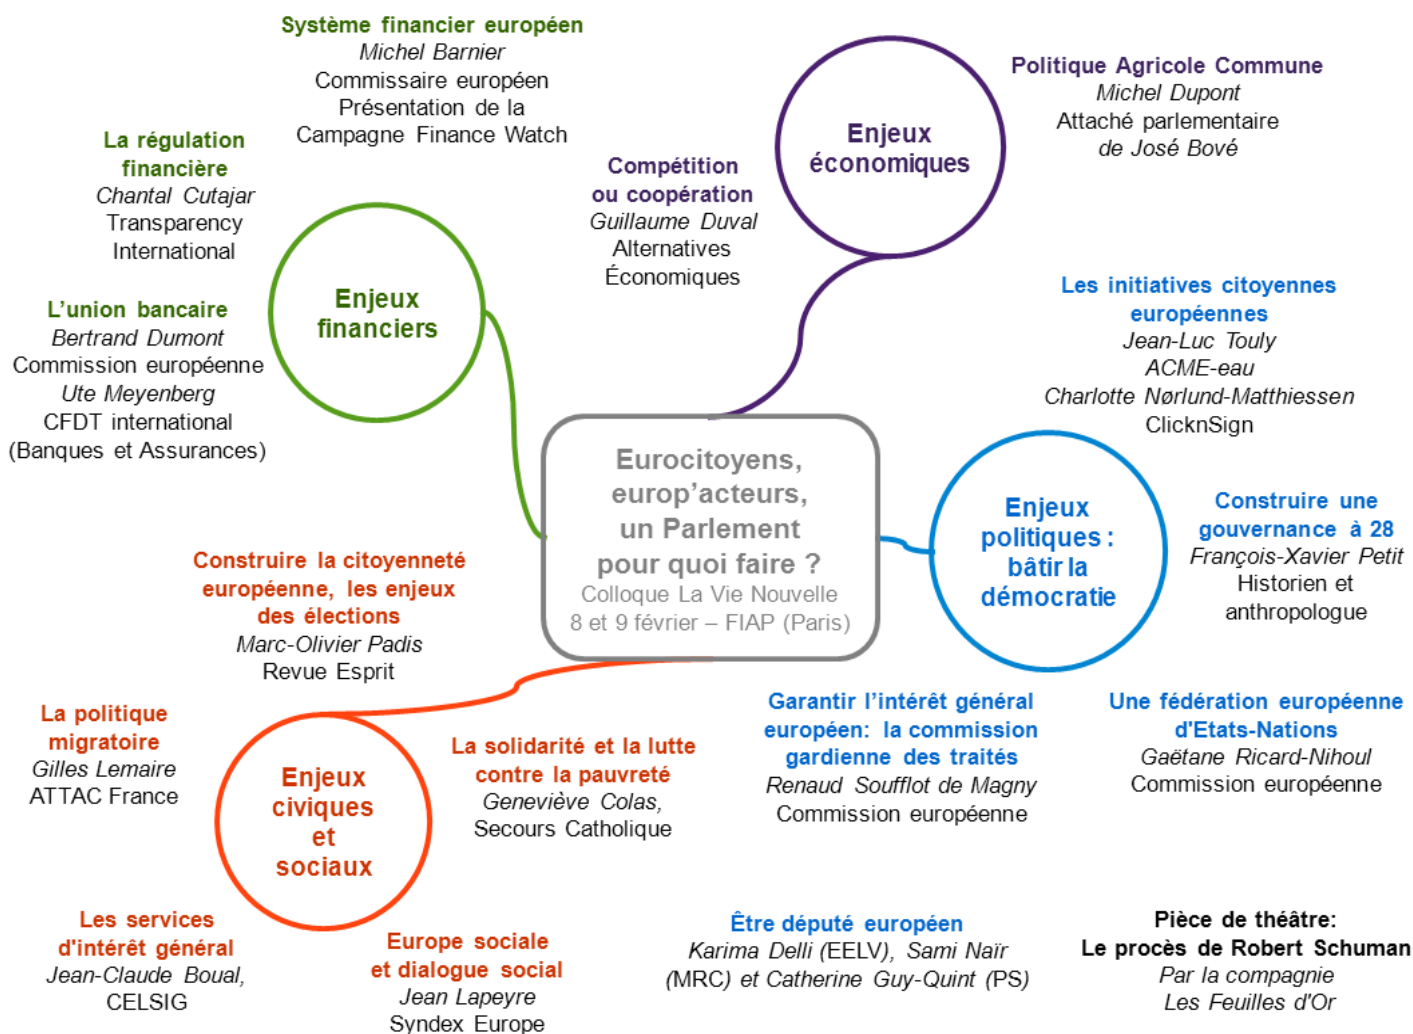 Système financier européen
Michel Barnier
Commissaire européen
Présentation de la
Campagne Finance Watch
La régulation
financière
Chantal Cutajar
Transparency
International
L'union bancaire
Bertrand Dumont
Commission européenne
Ute Meyenberg
CFDT international
(Banques et Assurances)
Enjeux
financiers
Compétition
ou coopération
Guillaume Duval
Alternatives
Économiques
Enjeux
économiques
Politique Agricole Commune
Michel Dupont
Attaché parlementaire
de José Bové
Les initiatives citoyennes
européennes
Jean-Luc Touly
ACME-eau
Charlotte Nørlund-Matthiessen
ClicknSign
Eurocitoyens,
europ'acteurs,
un Parlement
pour quoi faire ?
Colloque La Vie Nouvelle
8 et 9 février – FIAP (Paris)
Enjeux
politiques :
bâtir la
démocratie
Construire une
gouvernance à 28
François-Xavier Petit
Historien et
anthropologue
Construire la citoyenneté
européenne, les enjeux
des élections
Marc-Olivier Padis
Revue Esprit
La politique
migratoire
Gilles Lemaire
ATTAC France
Enjeux
civiques
et
sociaux
La solidarité et la lutte
contre la pauvreté
Geneviève Colas,
Secours Catholique
Garantir l'intérêt général
européen: la commission
gardienne des traités
Renaud Soufflot de Magny
Commission européenne
Une fédération européenne
d'Etats-Nations
Gaëtane Ricard-Nihoul
Commission européenne
Les services
d'intérêt général
Jean-Claude Boual,
CELSIG
Europe sociale
et dialogue social
Jean Lapeyre
Syndex Europe
Être député européen
Karima Delli (EELV), Sami Naïr
(MRC) et Catherine Guy-Quint (PS)
Pièce de théâtre:
Le procès de Robert Schuman
Par la compagnie
Les Feuilles d'Or